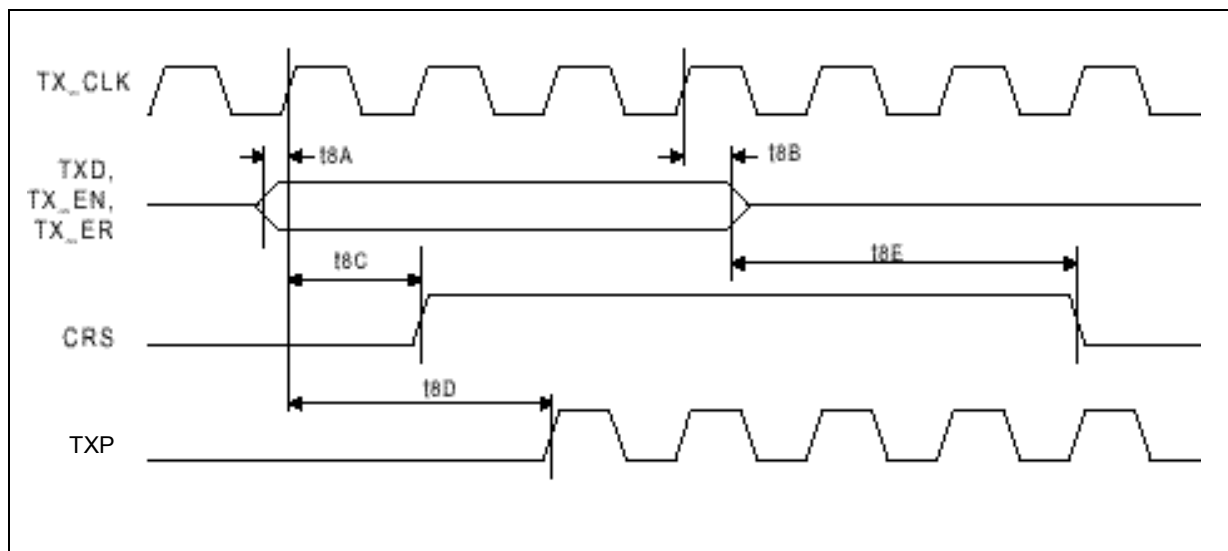 TX_CLK
t8A
t8B
TXD,
TX_EN,
TX_ER
t8C
t8E
CRS
t8D
TXP